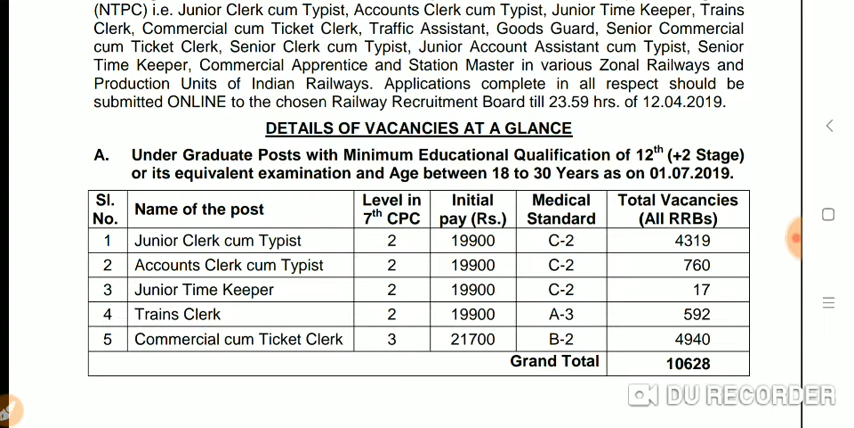 (NTPC) i.e. Junior Clerk cum Typist, Accounts Clerk cum Typist, Junior Time Keeper, Trains
Clerk, Commercial cum Ticket Clerk, Traffic Assistant, Goods Guard, Senior Commercial
cum Ticket Clerk, Senior Clerk cum Typist, Junior Account Assistant cum Typist, Senior
Time Keeper, Commercial Apprentice and Station Master in various Zonal Railways and
Production Units of Indian Railways. Applications complete in all respect should be
submitted ONLINE to the chosen Railway Recruitment Board till 23.59 hrs. of 12.04.2019.
DETAILS OF VACANCIES AT A GLANCE
A. Under Graduate Posts with Minimum Educational Qualification of 12th (+2 Stage)
or its equivalent examination and Age between 18 to 30 Years as on 01.07.2019.
Sl. No. Name of the post Level in 7th CPC Initial pay (Rs.) Medical Standard Total Vacancies (All RRBs)
1 Junior Clerk cum Typist 2 19900 C-2 4319
2 Accounts Clerk cum Typist 2 19900 C-2 760
3 Junior Time Keeper 2 19900 C-2 17
4 Trains Clerk 2 19900 A-3 592
5 Commercial cum Ticket Clerk 3 21700 B-2 4940
Grand Total 10628
DU RECORDER